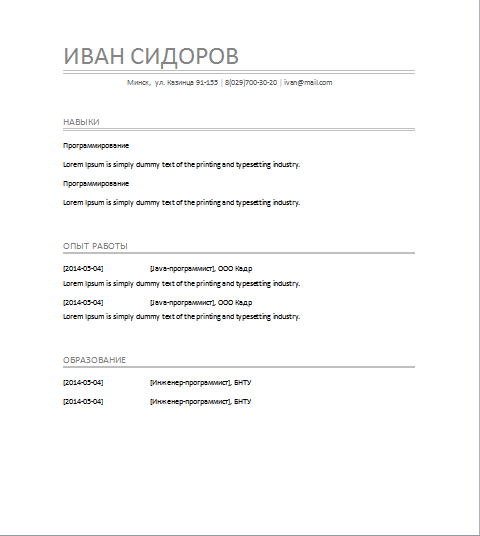 ИВАН СИДОРОВ
Минск, ул. Казинца 91-155 | 8(029)700-30-20 | ivan@mail.com
НАВЫКИ
Программирование
Lorem Ipsum is simply dummy text of the printing and typesetting industry.
Программирование
Lorem Ipsum is simply dummy text of the printing and typesetting industry.
ОПЫТ РАБОТЫ
[2014-05-04] [Java-программист], ООО Кадр
Lorem Ipsum is simply dummy text of the printing and typesetting industry.
[2014-05-04] [Java-программист], ООО Кадр
Lorem Ipsum is simply dummy text of the printing and typesetting industry.
ОБРАЗОВАНИЕ
[2014-05-04] [Инженер-программист], БНТУ
[2014-05-04] [Инженер-программист], БНТУ